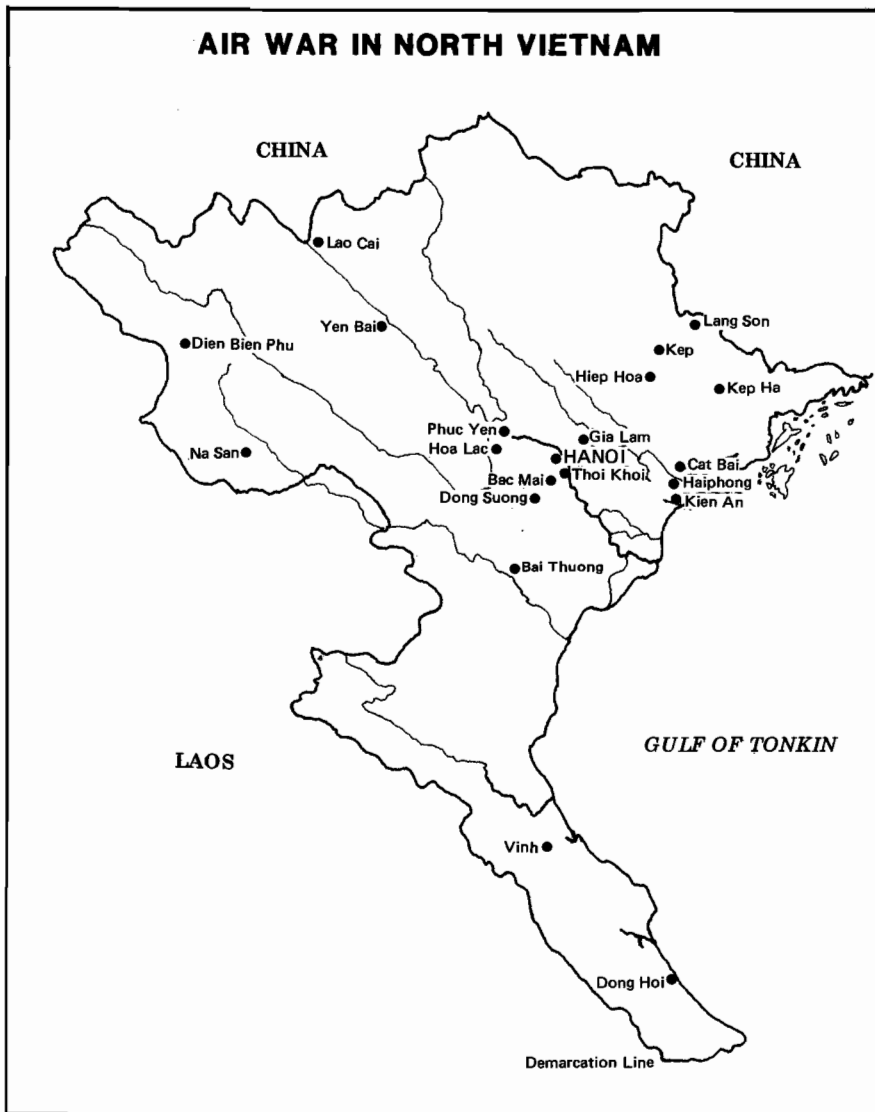 AIR WAR IN NORTH VIETNAM
CHINA
CHINA
Lao Cai
Lang Son
Yen Bai
Dien Bien Phu
Kep
Hiep Hoa
Kep Ha
Phuc Yen
Gia Lam
Na San
Hoa Lac
HANOI
Cat Bai
Thoi Khoi
Bac Mai
Haiphong
Dong Suong
Kien An
Bai Thuong
GULF OF TONKIN
LAOS
Vinh
Dong Hoi
Demarcation Line